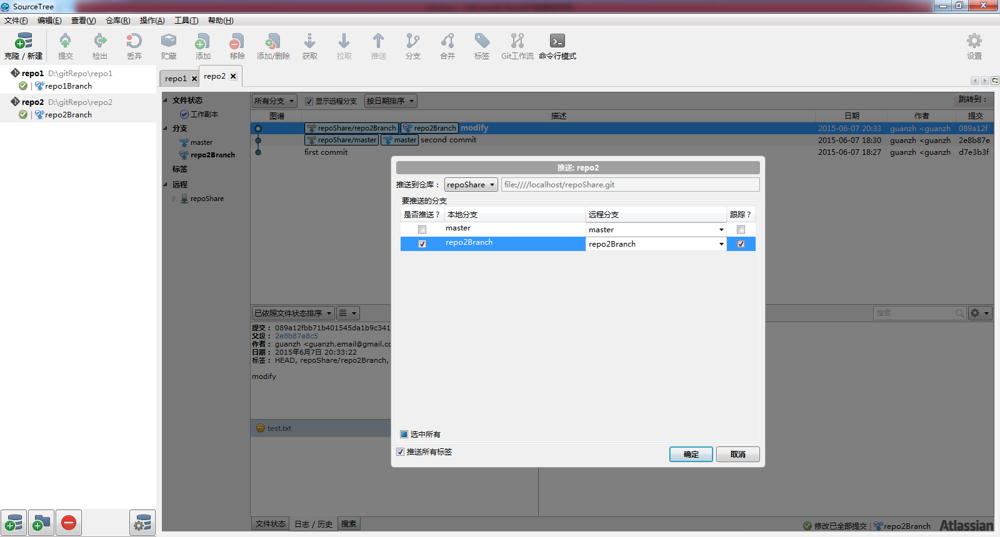 SourceTree
文件(F) 编辑(E) 查看(V) 仓库(R) 操作(A) 工具(T) 帮助(H)
克隆 / 新建 提交 检出 丢弃 贮藏 添加 移除 添加/删除 获取 拉取 推送 分支 合并 标签 Git工作流 命令行模式 设置
repo1 D:\gitRepo\repo1
repo1Branch
repo2 D:\gitRepo\repo2
repo2Branch
repo1 repo2
文件状态
工作副本
分支
master
repo2Branch
标签
远程
repoShare
所有分支 显示远程分支 按日期排序 跳转到：
图谱 描述 日期 作者 提交
repoShare/repo2Branch repo2Branch modify 2015-06-07 20:33 guanzh <guanzh 089a12f
repoShare/master master second commit 2015-06-07 18:30 guanzh <guanzh 2e8b87e
first commit 2015-06-07 18:27 guanzh <guanzh d7e3b3f
推送: repo2
推送到仓库： repoShare file:////localhost/repoShare.git
要推送的分支
是否推送？ 本地分支 远程分支 跟踪？
master master
repo2Branch repo2Branch
选中所有
推送所有标签
确定 取消
已依照文件状态排序 搜索
提交： 089a12fbb71b401545da1b9c341
父级： 2e8b87e8c5
作者： guanzh <guanzh.email@gmail.co
日期： 2015年6月7日 20:33:22
标签： HEAD, repoShare/repo2Branch,
modify
test.txt
文件状态 日志 / 历史 搜索
修改已全部提交 repo2Branch Atlassian